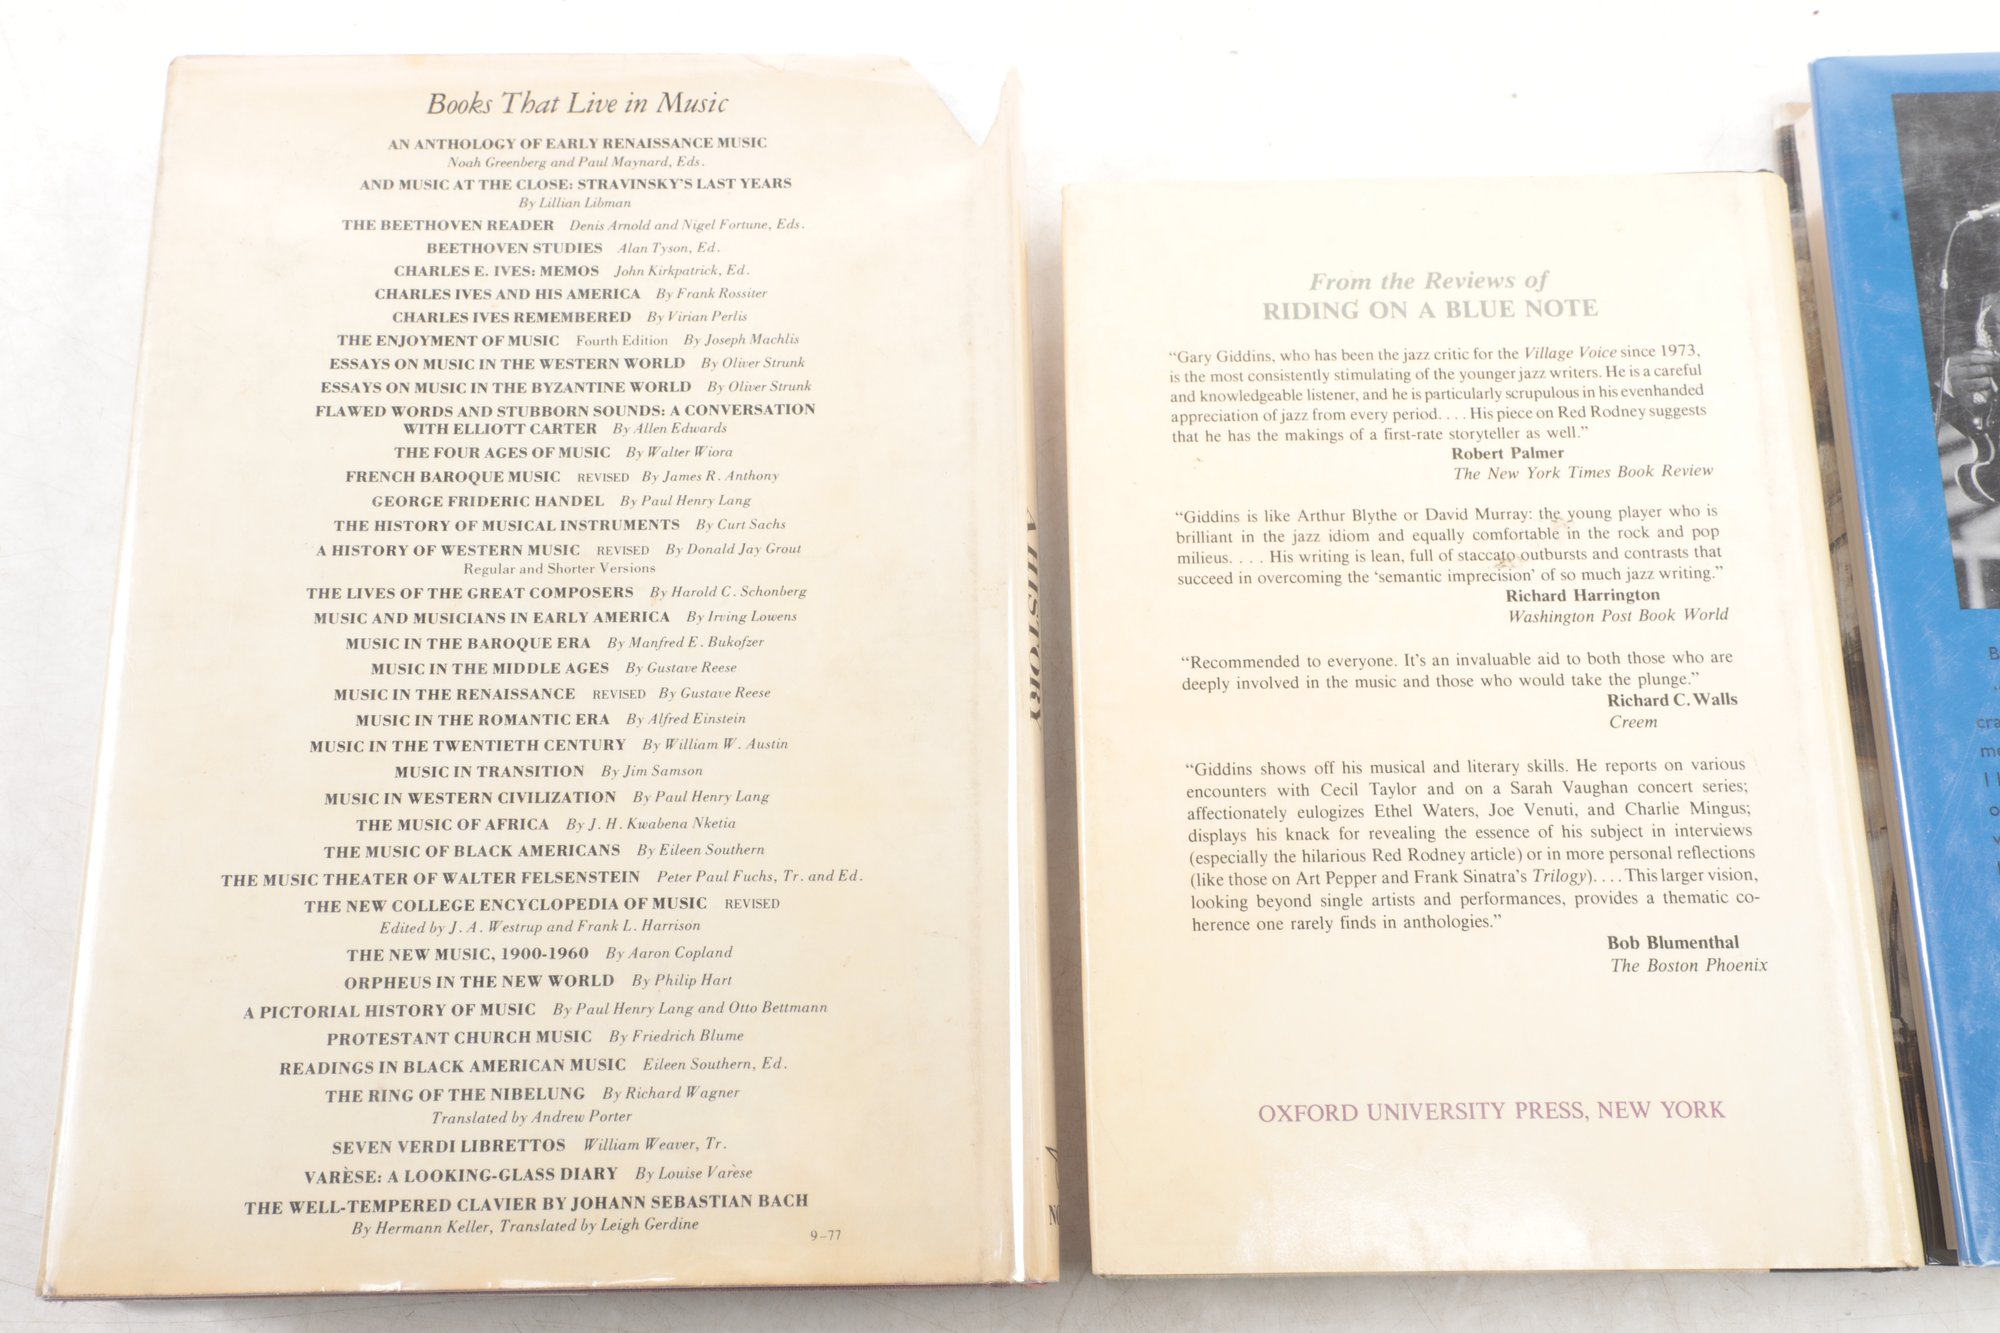 Books That Live in Music
AN ANTHOLOGY OF EARLY RENAISSANCE MUSIC
Noah Greenberg and Paul Maynard, Eds.
AND MUSIC AT THE CLOSE: STRAVINSKY'S LAST YEARS
By Lillian Libman
THE BEETHOVEN READER Denis Arnold and Nigel Fortune, Eds.
BEETHOVEN STUDIES Alan Tyson, Ed.
CHARLES E. IVES: MEMOS John Kirkpatrick, Ed.
CHARLES IVES AND HIS AMERICA By Frank Rossiter
CHARLES IVES REMEMBERED By Virian Perlis
THE ENJOYMENT OF MUSIC Fourth Edition By Joseph Machlis
ESSAYS ON MUSIC IN THE WESTERN WORLD By Oliver Strunk
ESSAYS ON MUSIC IN THE BYZANTINE WORLD By Oliver Strunk
FLAWED WORDS AND STUBBORN SOUNDS: A CONVERSATION
WITH ELLIOTT CARTER By Allen Edwards
THE FOUR AGES OF MUSIC By Walter Wiora
FRENCH BAROQUE MUSIC REVISED By James R. Anthony
GEORGE FRIDERIC HANDEL By Paul Henry Lang
THE HISTORY OF MUSICAL INSTRUMENTS By Curt Sachs
A HISTORY OF WESTERN MUSIC REVISED By Donald Jay Grout
Regular and Shorter Versions
THE LIVES OF THE GREAT COMPOSERS By Harold C. Schonberg
MUSIC AND MUSICIANS IN EARLY AMERICA By Irving Lowens
MUSIC IN THE BAROQUE ERA By Manfred E. Bukofzer
MUSIC IN THE MIDDLE AGES By Gustave Reese
MUSIC IN THE RENAISSANCE REVISED By Gustave Reese
MUSIC IN THE ROMANTIC ERA By Alfred Einstein
MUSIC IN THE TWENTIETH CENTURY By William W. Austin
MUSIC IN TRANSITION By Jim Samson
MUSIC IN WESTERN CIVILIZATION By Paul Henry Lang
THE MUSIC OF AFRICA By J. H. Kwabena Nketia
THE MUSIC OF BLACK AMERICANS By Eileen Southern
THE MUSIC THEATER OF WALTER FELSENSTEIN Peter Paul Fuchs, Tr. and Ed.
THE NEW COLLEGE ENCYCLOPEDIA OF MUSIC REVISED
Edited by J. A. Westrup and Frank L. Harrison
THE NEW MUSIC, 1900-1960 By Aaron Copland
ORPHEUS IN THE NEW WORLD By Philip Hart
A PICTORIAL HISTORY OF MUSIC By Paul Henry Lang and Otto Bettmann
PROTESTANT CHURCH MUSIC By Friedrich Blume
READINGS IN BLACK AMERICAN MUSIC Eileen Southern, Ed.
THE RING OF THE NIBELUNG By Richard Wagner
Translated by Andrew Porter
SEVEN VERDI LIBRETTOS William Weaver, Tr.
VARÈSE: A LOOKING-GLASS DIARY By Louise Varèse
THE WELL-TEMPERED CLAVIER BY JOHANN SEBASTIAN BACH
By Hermann Keller, Translated by Leigh Gerdine
9-77
From the Reviews of
RIDING ON A BLUE NOTE
"Gary Giddins, who has been the jazz critic for the Village Voice since 1973,
is the most consistently stimulating of the younger jazz writers. He is a careful
and knowledgeable listener, and he is particularly scrupulous in his evenhanded
appreciation of jazz from every period. . . . His piece on Red Rodney suggests
that he has the makings of a first-rate storyteller as well."
Robert Palmer
The New York Times Book Review
"Giddins is like Arthur Blythe or David Murray: the young player who is
brilliant in the jazz idiom and equally comfortable in the rock and pop
milieus. . . . His writing is lean, full of staccato outbursts and contrasts that
succeed in overcoming the 'semantic imprecision' of so much jazz writing."
Richard Harrington
Washington Post Book World
"Recommended to everyone. It's an invaluable aid to both those who are
deeply involved in the music and those who would take the plunge."
Richard C. Walls
Creem
"Giddins shows off his musical and literary skills. He reports on various
encounters with Cecil Taylor and on a Sarah Vaughan concert series;
affectionately eulogizes Ethel Waters, Joe Venuti, and Charlie Mingus;
displays his knack for revealing the essence of his subject in interviews
(especially the hilarious Red Rodney article) or in more personal reflections
(like those on Art Pepper and Frank Sinatra's Trilogy). . . . This larger vision,
looking beyond single artists and performances, provides a thematic co-
herence one rarely finds in anthologies."
Bob Blumenthal
The Boston Phoenix
OXFORD UNIVERSITY PRESS, NEW YORK